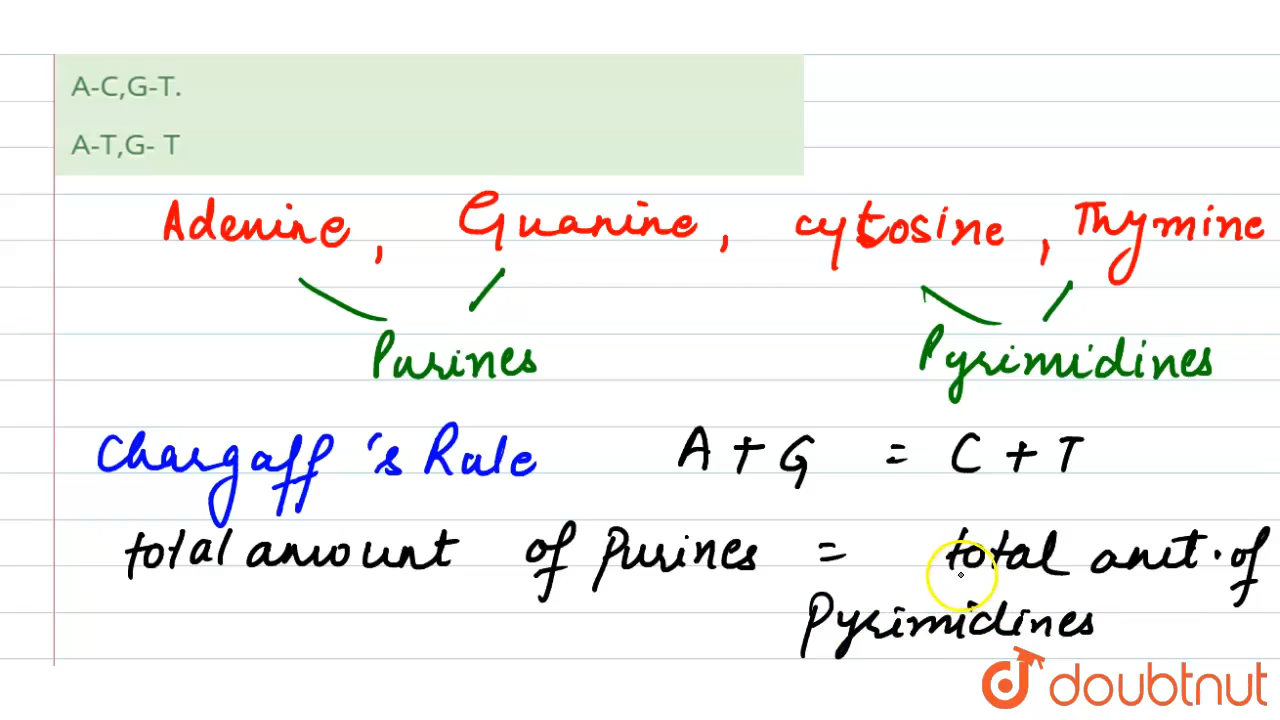 A-C,G-T.
A-T,G- T
Adenine, Guanine, cytosine, Thymine
Purines Pyrimidines
Chargaff's Rule A + G = C + T
total amount of purines = total amt. of
Pyrimidines
doubtnut